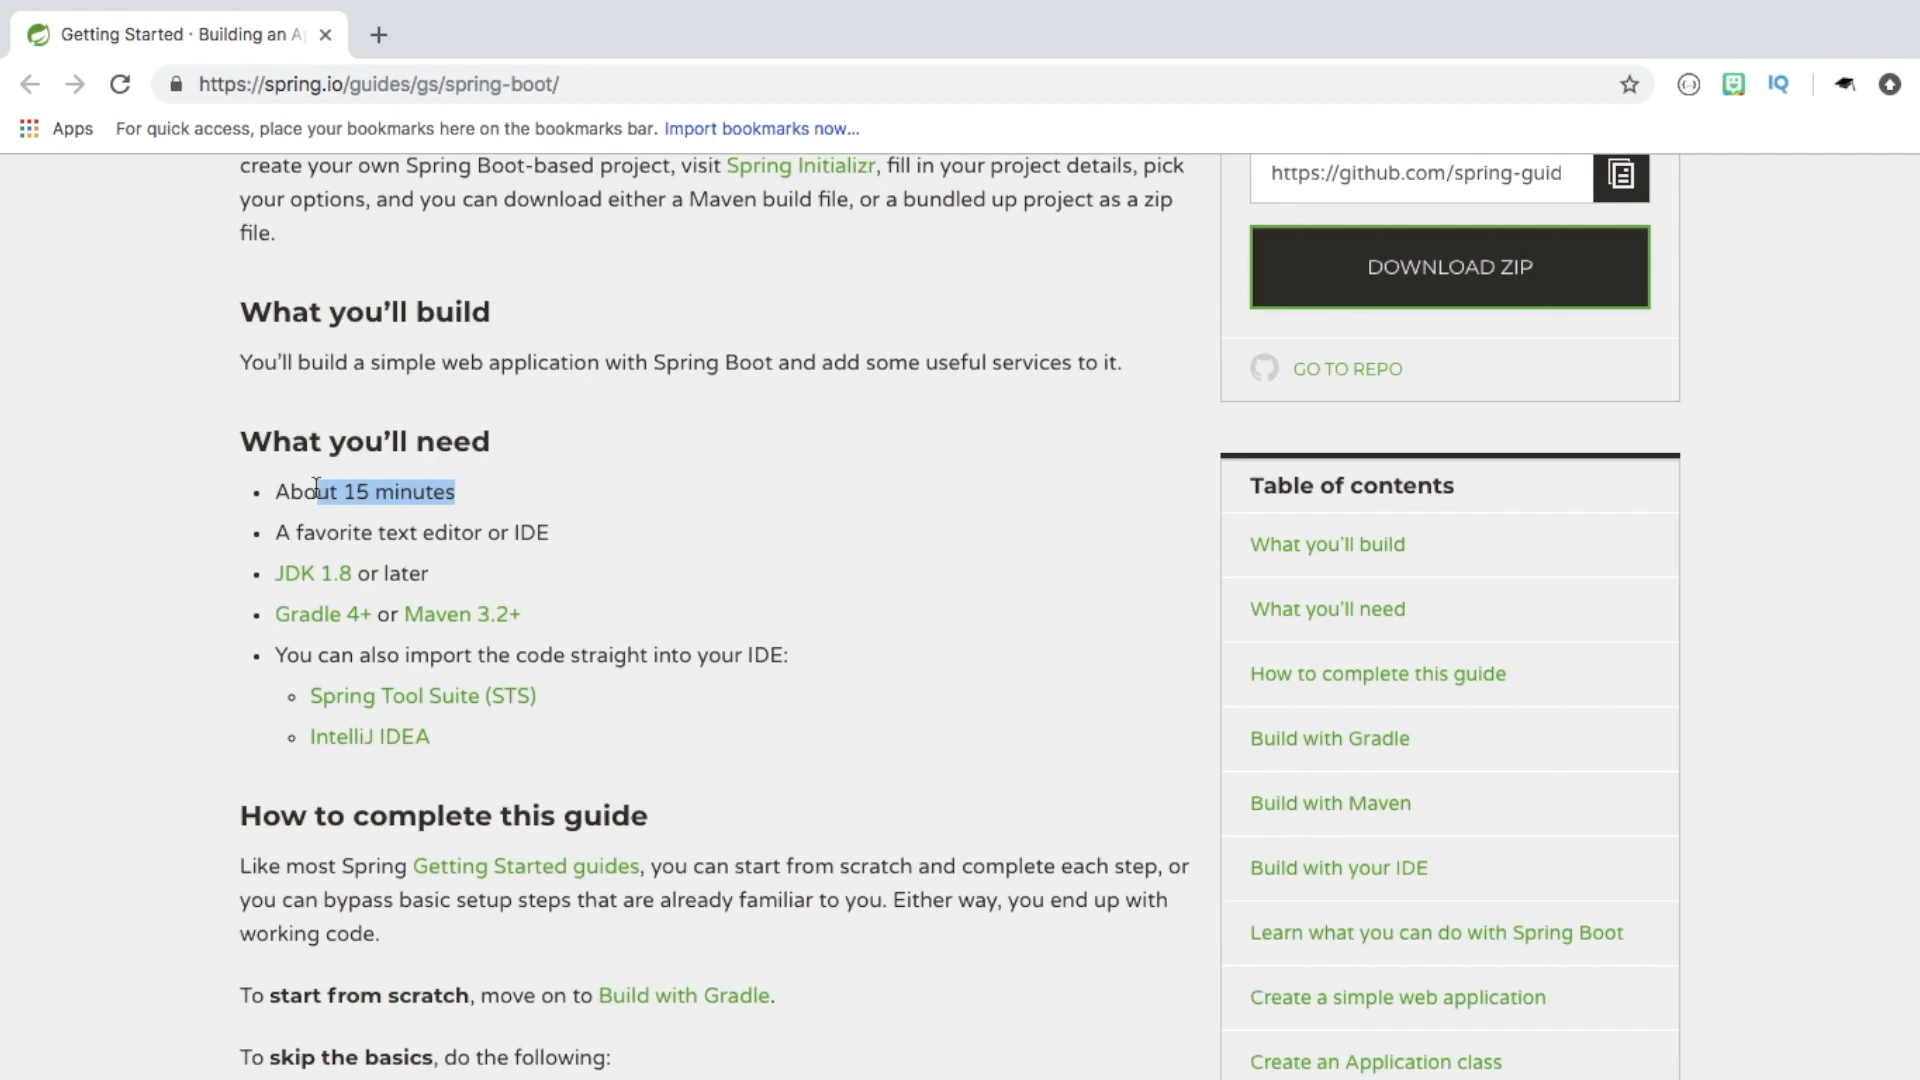 Getting Started · Building an A
https://spring.io/guides/gs/spring-boot/
IQ
Apps For quick access, place your bookmarks here on the bookmarks bar. Import bookmarks now...
create your own Spring Boot-based project, visit Spring Initializr, fill in your project details, pick
your options, and you can download either a Maven build file, or a bundled up project as a zip
file.
What you’ll build
You’ll build a simple web application with Spring Boot and add some useful services to it.
What you’ll need
• About 15 minutes
• A favorite text editor or IDE
• JDK 1.8 or later
• Gradle 4+ or Maven 3.2+
• You can also import the code straight into your IDE:
◦ Spring Tool Suite (STS)
◦ IntelliJ IDEA
How to complete this guide
Like most Spring Getting Started guides, you can start from scratch and complete each step, or
you can bypass basic setup steps that are already familiar to you. Either way, you end up with
working code.
To start from scratch, move on to Build with Gradle.
To skip the basics, do the following:
https://github.com/spring-guid
DOWNLOAD ZIP
GO TO REPO
Table of contents
What you’ll build
What you’ll need
How to complete this guide
Build with Gradle
Build with Maven
Build with your IDE
Learn what you can do with Spring Boot
Create a simple web application
Create an Application class